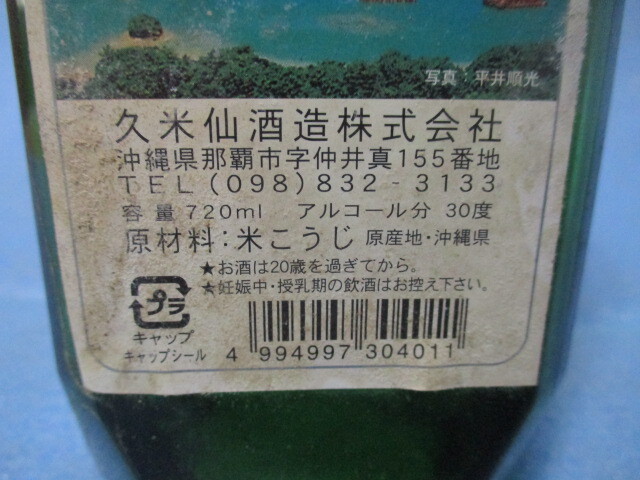 写真：平井順光
久米仙酒造株式会社
沖縄県那覇市字仲井真155番地
TEL (098) 832 - 3133
容量 720ml アルコール分 30度
原材料：米こうじ 原産地・沖縄県
★お酒は20歳を過ぎてから。
★妊娠中・授乳期の飲酒はお控え下さい。
プラ
キャップ
キャップシール
4 994997 304011